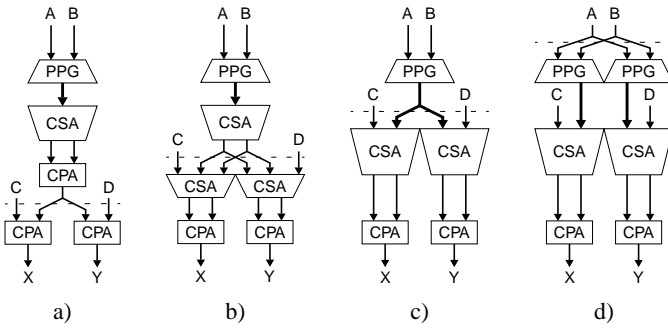 A B A B A B A B
PPG PPG PPG PPG PPG
CSA CSA C D C D
CPA C D CSA CSA CSA CSA
C D CSA CSA
CPA CPA CPA CPA CPA CPA CPA CPA
X Y X Y X Y X Y
a) b) c) d)